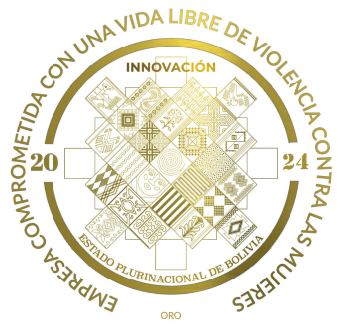 EMPRESA COMPROMETIDA CON UNA VIDA LIBRE DE VIOLENCIA CONTRA LAS MUJERES
INNOVACIÓN
20 24
ESTADO PLURINACIONAL DE BOLIVIA
ORO